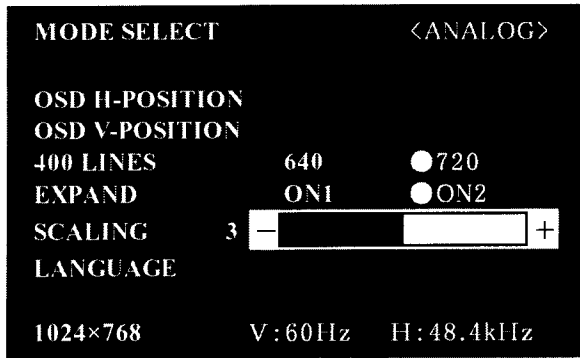 MODE SELECT <ANALOG>
OSD H-POSITION
OSD V-POSITION
400 LINES 640 ●720
EXPAND ON1 ●ON2
SCALING 3 − +
LANGUAGE
1024×768 V:60Hz H:48.4kHz